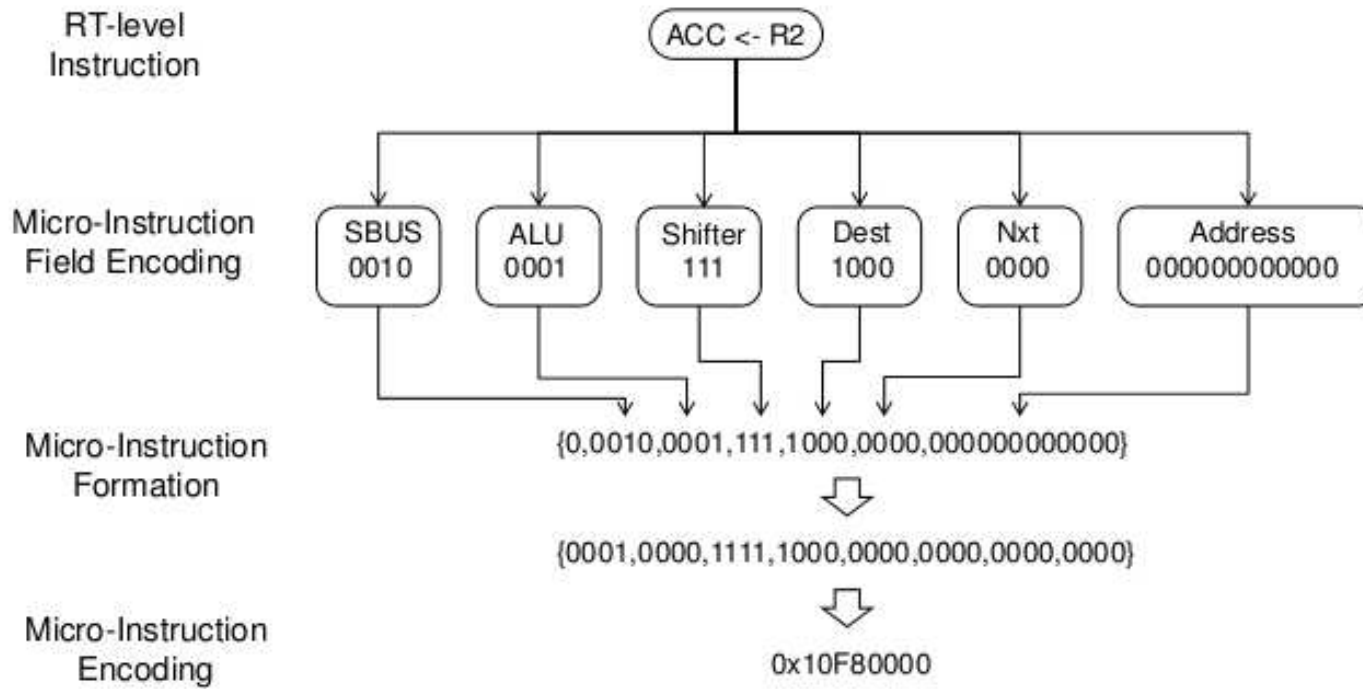 RT-level
Instruction
ACC <- R2
Micro-Instruction
Field Encoding
SBUS
0010
ALU
0001
Shifter
111
Dest
1000
Nxt
0000
Address
000000000000
Micro-Instruction
Formation
{0,0010,0001,111,1000,0000,000000000000}
{0001,0000,1111,1000,0000,0000,0000,0000}
Micro-Instruction
Encoding
0x10F80000